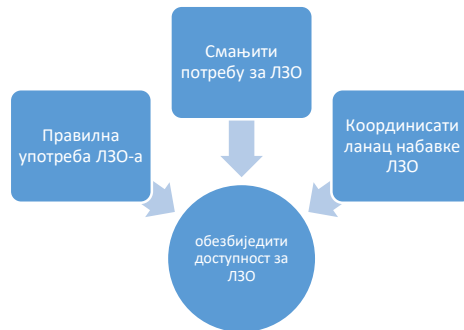 Смањити
потребу за ЛЗО
Правилна
употреба ЛЗО-а
Координисати
ланац набавке
ЛЗО
обезбиједити
доступност за
ЛЗО